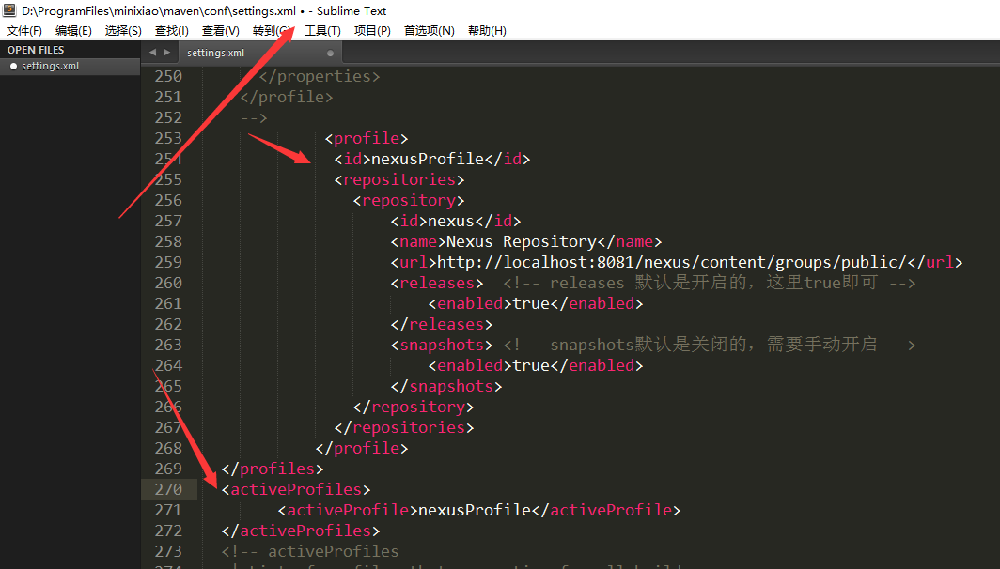 D:\ProgramFiles\minixiao\maven\conf\settings.xml • - Sublime Text
文件(F) 编辑(E) 选择(S) 查找(I) 查看(V) 转到(G) 工具(T) 项目(P) 首选项(N) 帮助(H)
OPEN FILES
settings.xml
settings.xml
250 </properties>
251 </profile>
252 -->
253 <profile>
254 <id>nexusProfile</id>
255 <repositories>
256 <repository>
257 <id>nexus</id>
258 <name>Nexus Repository</name>
259 <url>http://localhost:8081/nexus/content/groups/public/</url>
260 <releases> <!-- releases 默认是开启的，这里true即可 -->
261 <enabled>true</enabled>
262 </releases>
263 <snapshots> <!-- snapshots默认是关闭的，需要手动开启 -->
264 <enabled>true</enabled>
265 </snapshots>
266 </repository>
267 </repositories>
268 </profile>
269 </profiles>
270 <activeProfiles>
271 <activeProfile>nexusProfile</activeProfile>
272 </activeProfiles>
273 <!-- activeProfiles